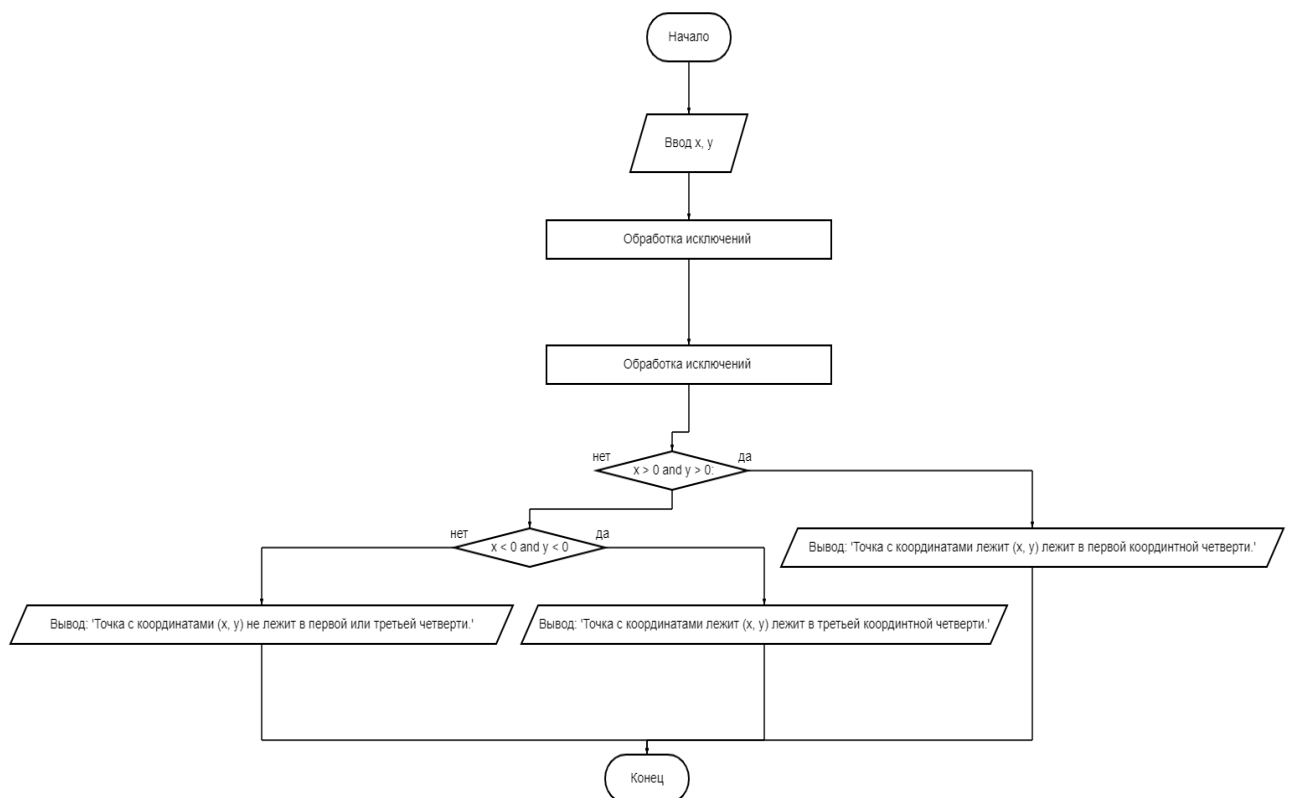 Начало
Ввод x, y
Обработка исключений
Обработка исключений
нет
x > 0 and y > 0:
да
нет
x < 0 and y < 0
да
Вывод: 'Точка с координатами лежит (x, y) лежит в первой координтной четверти.'
Вывод: 'Точка с координатами (x, y) не лежит в первой или третьей четверти.'
Вывод: 'Точка с координатами лежит (x, y) лежит в третьей координтной четверти.'
Конец